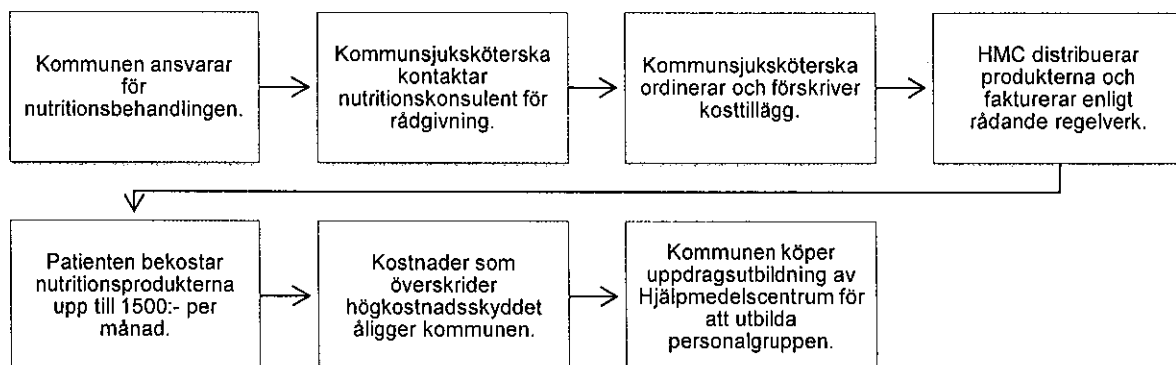 Kommunen ansvarar
för
nutritionsbehandlingen.
Kommunsjuksköterska
kontaktar
nutritionskonsulent för
rådgivning.
Kommunsjuksköterska
ordinerar och förskriver
kosttillägg.
HMC distribuerar
produkterna och
fakturerar enligt
rådande regelverk.
Patienten bekostar
nutritionsprodukterna
upp till 1500:- per
månad.
Kostnader som
överskrider
högkostnadsskyddet
åligger kommunen.
Kommunen köper
uppdragsutbildning av
Hjälpmedelscentrum för
att utbilda
personalgruppen.